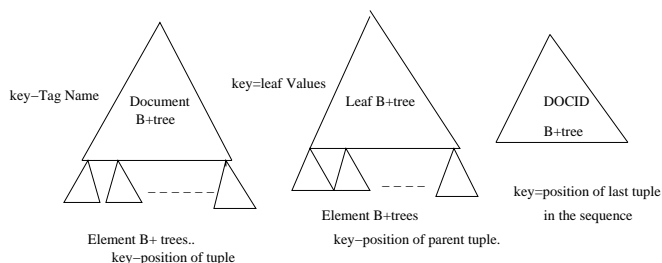 key–Tag Name
Document
B+tree
Element B+ trees..
key–position of tuple
key=leaf Values
Leaf B+tree
Element B+trees
key–position of parent tuple.
DOCID
B+tree
key=position of last tuple
in the sequence